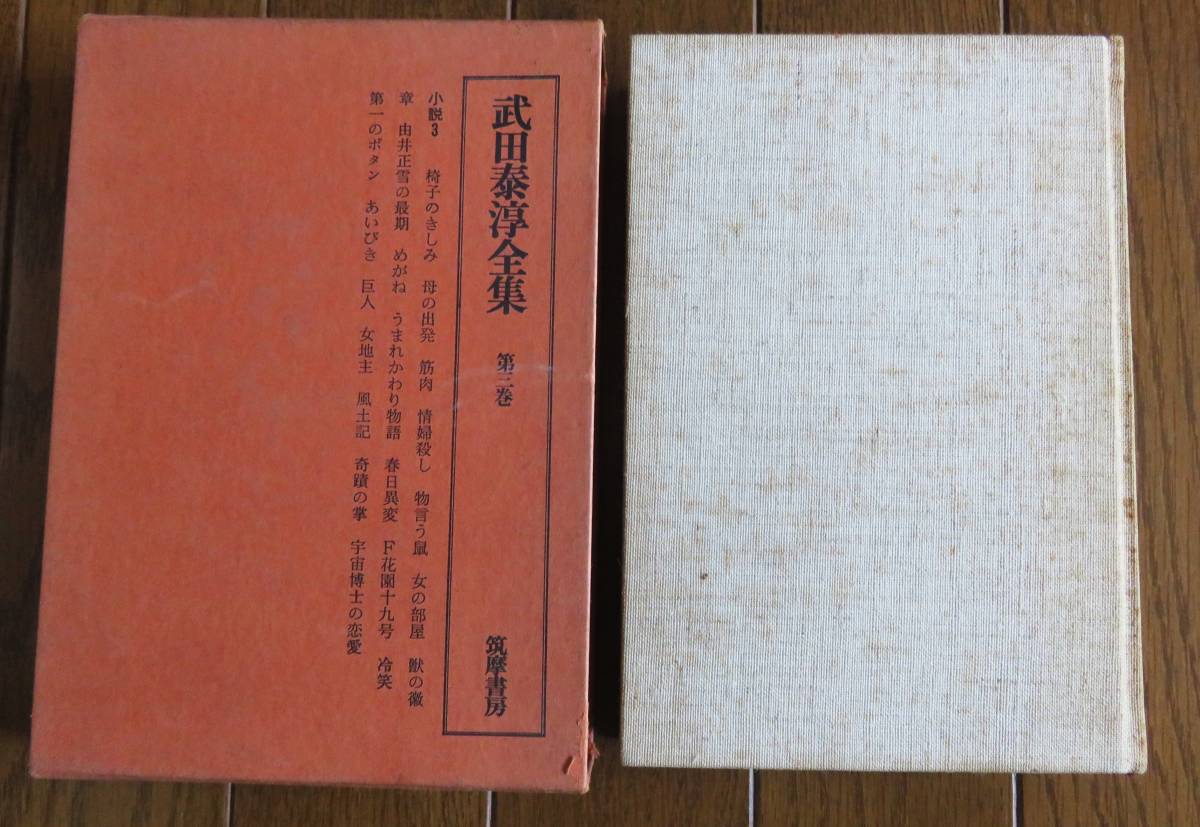 武田泰淳全集 第三巻 筑摩書房
小説3 椅子のきしみ 母の出発 筋肉 情婦殺し 物言う鼠 女の部屋 獣の徽
章 由井正雪の最期 めがね うまれかわり物語 春日異変 F花園十九号 冷笑
第一のボタン あいびき 巨人 女地主 風土記 奇蹟の掌 宇宙博士の恋愛